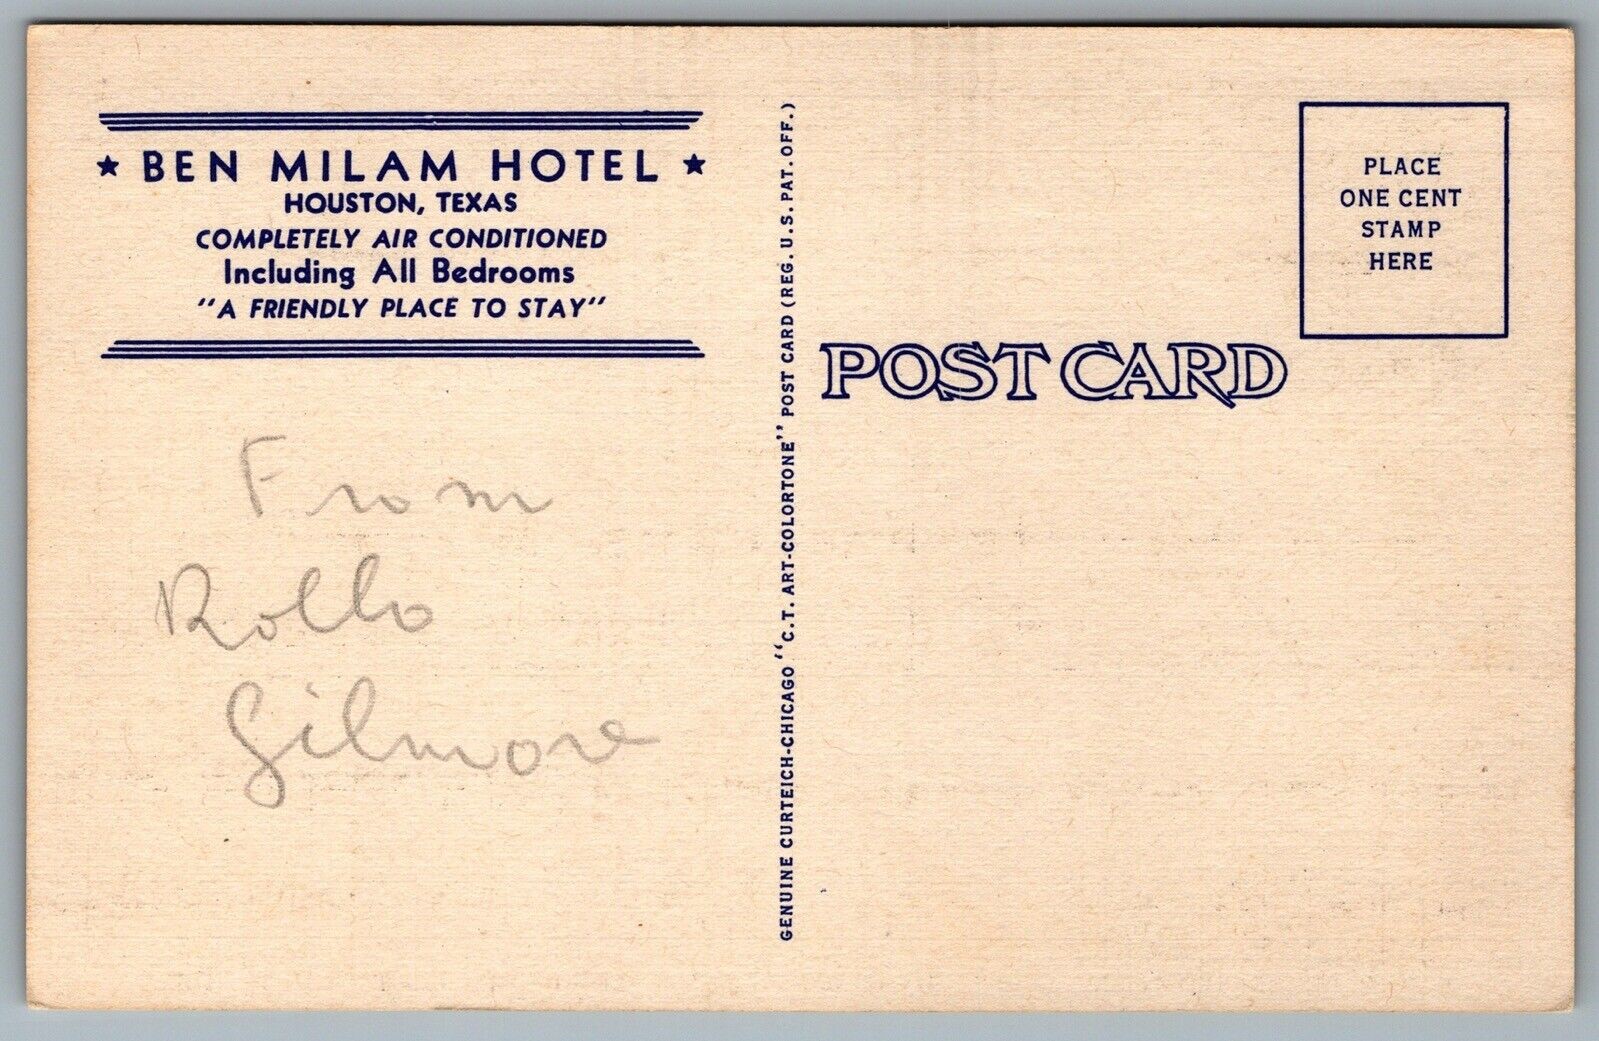 ★ BEN MILAM HOTEL ★
HOUSTON, TEXAS
COMPLETELY AIR CONDITIONED
Including All Bedrooms
"A FRIENDLY PLACE TO STAY"
From
Rollo
Gilmore
GENUINE CURTEICH-CHICAGO "C.T. ART-COLORTONE" POST CARD (REG. U.S. PAT. OFF.)
POST CARD
PLACE
ONE CENT
STAMP
HERE